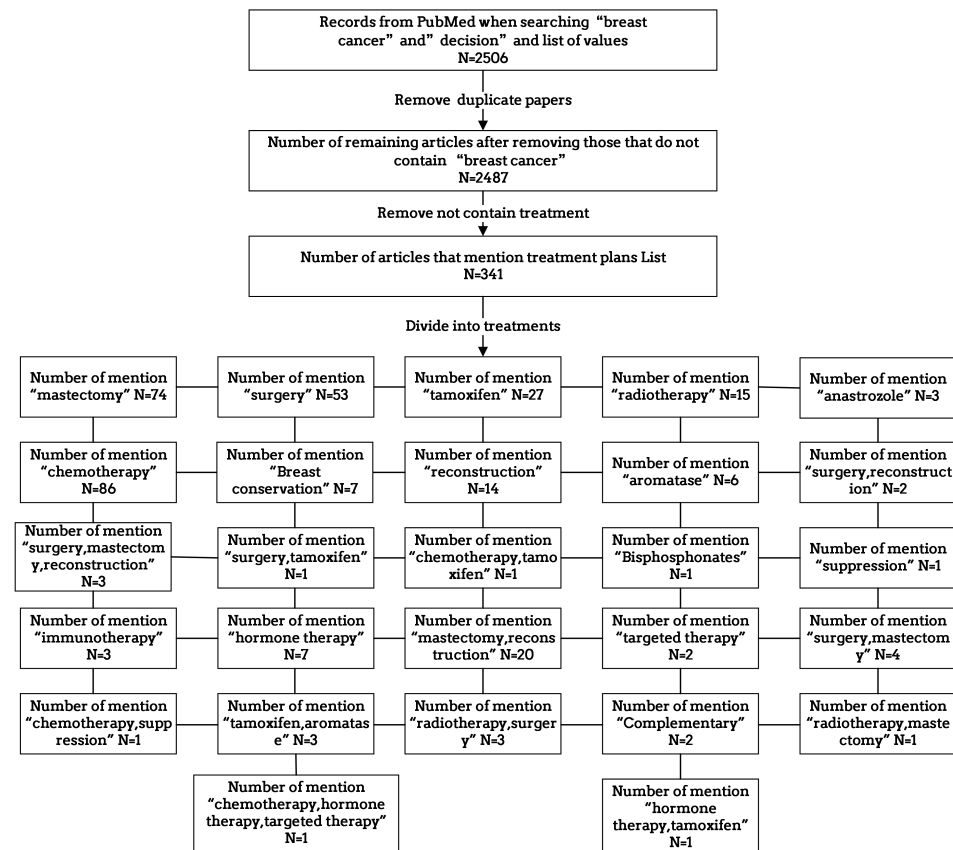 Records from PubMed when searching “breast
cancer” and” decision” and list of values
N=2506
Remove duplicate papers
Number of remaining articles after removing those that do not
contain “breast cancer”
N=2487
Remove not contain treatment
Number of articles that mention treatment plans List
N=341
Divide into treatments
Number of mention
“mastectomy” N=74
Number of mention
“surgery” N=53
Number of mention
“tamoxifen” N=27
Number of mention
“radiotherapy” N=15
Number of mention
“anastrozole” N=3
Number of mention
“chemotherapy”
N=86
Number of mention
“Breast
conservation” N=7
Number of mention
“reconstruction”
N=14
Number of mention
“aromatase” N=6
Number of mention
“surgery,reconstruct
ion” N=2
Number of mention
“surgery,mastectom
y,reconstruction”
N=3
Number of mention
“surgery,tamoxifen”
N=1
Number of mention
“chemotherapy,tamo
xifen” N=1
Number of mention
“Bisphosphonates”
N=1
Number of mention
“suppression” N=1
Number of mention
“immunotherapy”
N=3
Number of mention
“hormone therapy”
N=7
Number of mention
“mastectomy,recons
truction” N=20
Number of mention
“targeted therapy”
N=2
Number of mention
“surgery,mastectom
y” N=4
Number of mention
“chemotherapy,supp
ression” N=1
Number of mention
“tamoxifen,aromatas
e” N=3
Number of mention
“radiotherapy,surger
y” N=3
Number of mention
“Complementary”
N=2
Number of mention
“radiotherapy,maste
ctomy” N=1
Number of mention
“chemotherapy,hormone
therapy,targeted therapy”
N=1
Number of mention
“hormone
therapy,tamoxifen”
N=1